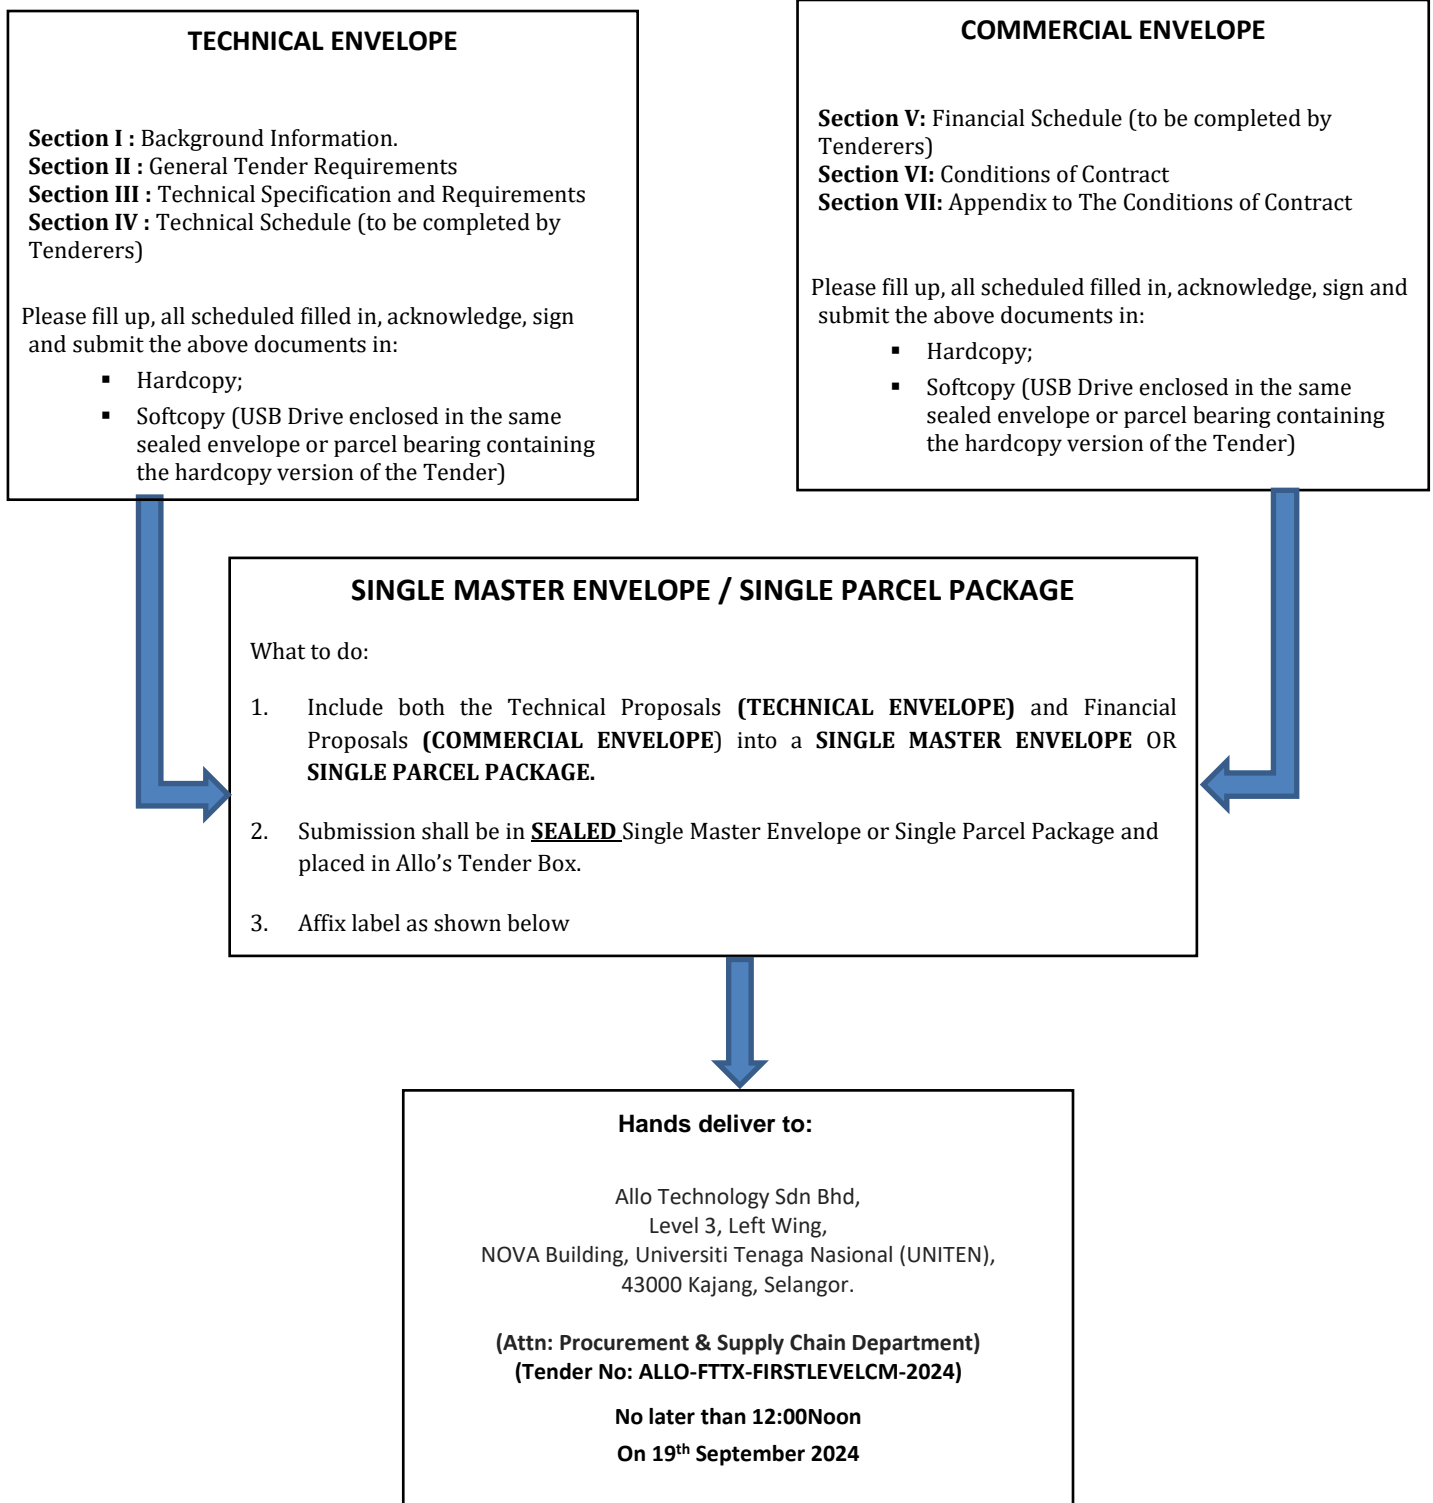 TECHNICAL ENVELOPE
Section I : Background Information.
Section II : General Tender Requirements
Section III : Technical Specification and Requirements
Section IV : Technical Schedule (to be completed by
Tenderers)
Please fill up, all scheduled filled in, acknowledge, sign
and submit the above documents in:
▪ Hardcopy;
▪ Softcopy (USB Drive enclosed in the same
sealed envelope or parcel bearing containing
the hardcopy version of the Tender)
COMMERCIAL ENVELOPE
Section V: Financial Schedule (to be completed by
Tenderers)
Section VI: Conditions of Contract
Section VII: Appendix to The Conditions of Contract
Please fill up, all scheduled filled in, acknowledge, sign and
submit the above documents in:
▪ Hardcopy;
▪ Softcopy (USB Drive enclosed in the same
sealed envelope or parcel bearing containing
the hardcopy version of the Tender)
SINGLE MASTER ENVELOPE / SINGLE PARCEL PACKAGE
What to do:
1. Include both the Technical Proposals (TECHNICAL ENVELOPE) and Financial
Proposals (COMMERCIAL ENVELOPE) into a SINGLE MASTER ENVELOPE OR
SINGLE PARCEL PACKAGE.
2. Submission shall be in SEALED Single Master Envelope or Single Parcel Package and
placed in Allo’s Tender Box.
3. Affix label as shown below
Hands deliver to:
Allo Technology Sdn Bhd,
Level 3, Left Wing,
NOVA Building, Universiti Tenaga Nasional (UNITEN),
43000 Kajang, Selangor.
(Attn: Procurement & Supply Chain Department)
(Tender No: ALLO-FTTX-FIRSTLEVELCM-2024)
No later than 12:00Noon
On 19th September 2024